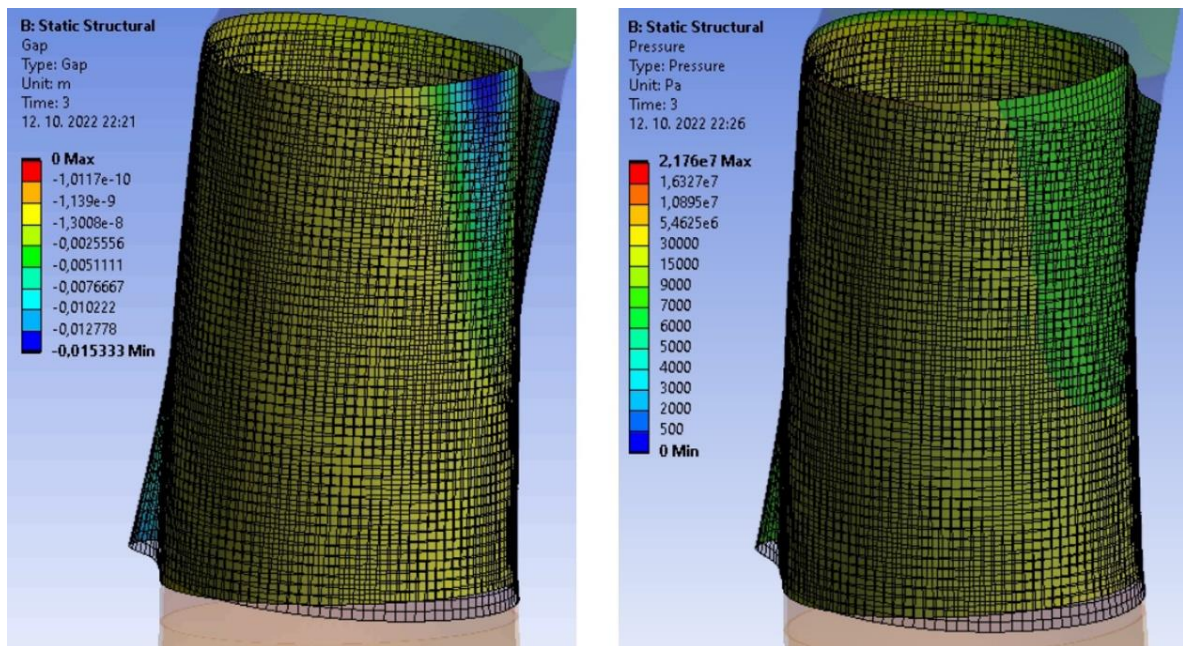 B: Static Structural
Gap
Type: Gap
Unit: m
Time: 3
12. 10. 2022 22:21
0 Max
-1,0117e-10
-1,139e-9
-1,3008e-8
-0,0025556
-0,0051111
-0,0076667
-0,010222
-0,012778
-0,015333 Min
B: Static Structural
Pressure
Type: Pressure
Unit: Pa
Time: 3
12. 10. 2022 22:26
2,176e7 Max
1,6327e7
1,0895e7
5,4625e6
30000
15000
9000
7000
6000
5000
4000
3000
2000
500
0 Min